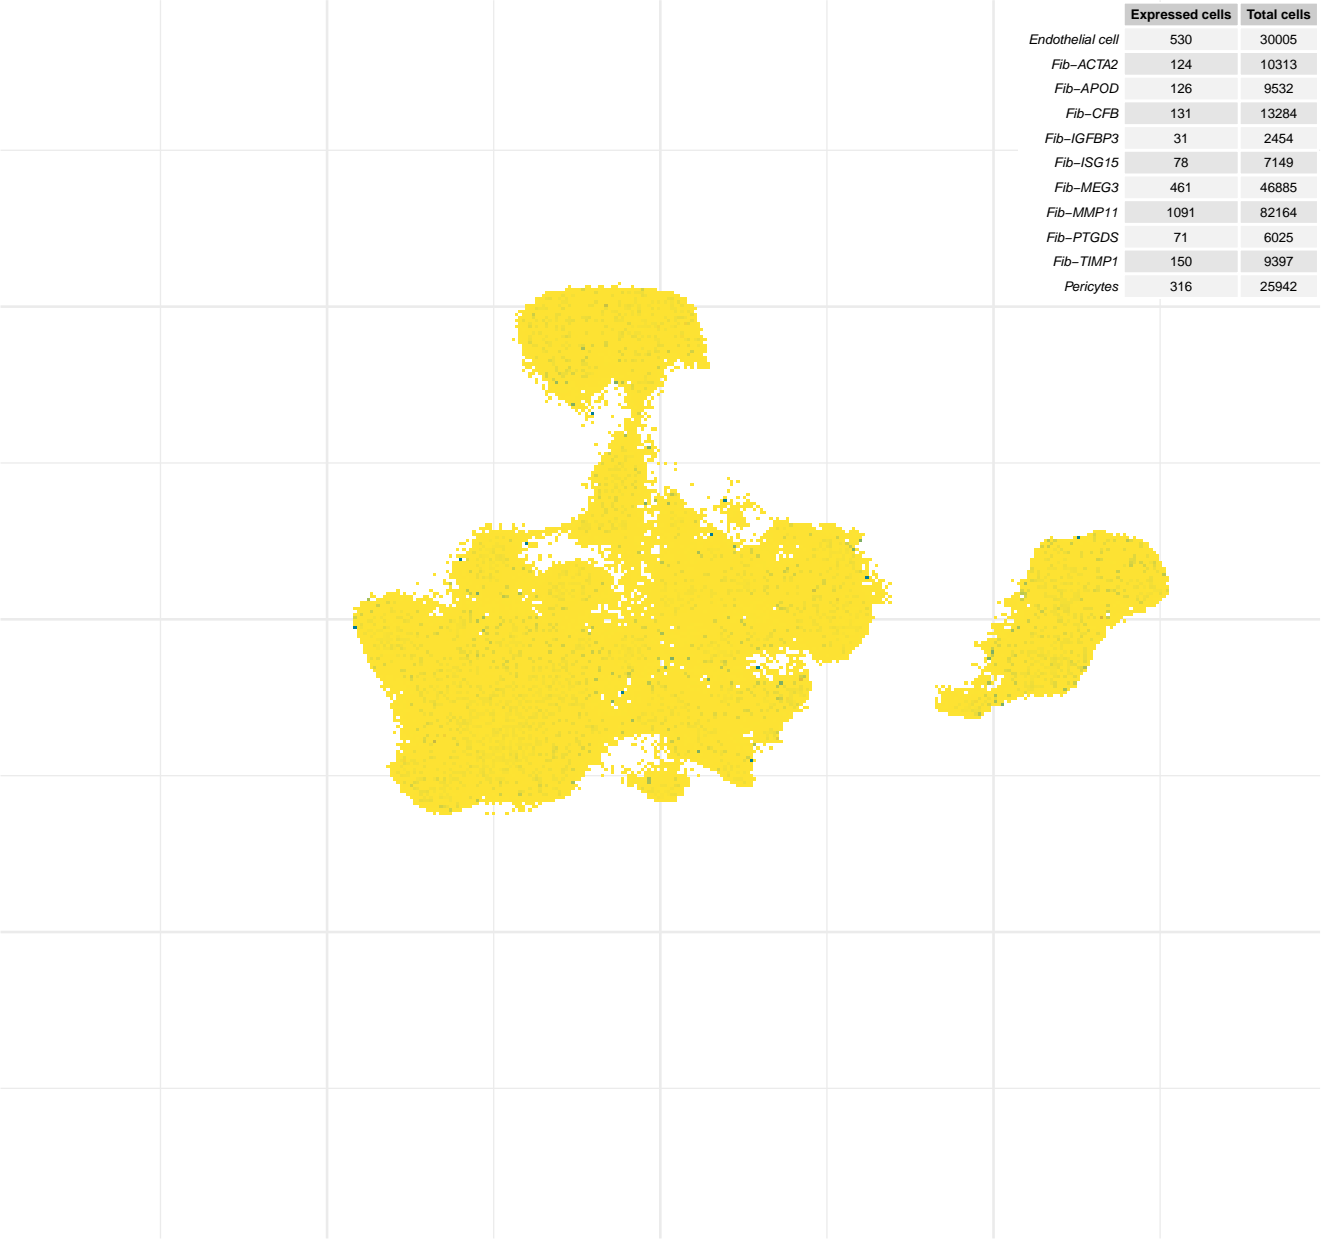 Expressed cells Total cells
Endothelial cell 530 30005
Fib−ACTA2 124 10313
Fib−APOD 126 9532
Fib−CFB 131 13284
Fib−IGFBP3 31 2454
Fib−ISG15 78 7149
Fib−MEG3 461 46885
Fib−MMP11 1091 82164
Fib−PTGDS 71 6025
Fib−TIMP1 150 9397
Pericytes 316 25942